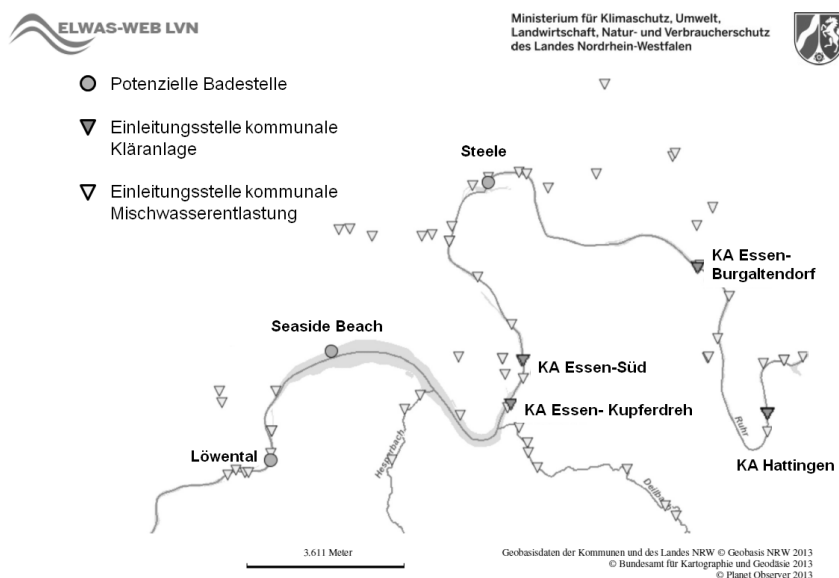 ELWAS-WEB LVN
Ministerium für Klimaschutz, Umwelt,
Landwirtschaft, Natur- und Verbraucherschutz
des Landes Nordrhein-Westfalen
Potenzielle Badestelle
Einleitungsstelle kommunale
Kläranlage
Einleitungsstelle kommunale
Mischwasserentlastung
Steele
KA Essen-
Burgaltendorf
Seaside Beach
KA Essen-Süd
KA Essen- Kupferdreh
Ruhr
Hesperbach
Löwental
KA Hattingen
Deilbach
3.611 Meter
Geobasisdaten der Kommunen und des Landes NRW © Geobasis NRW 2013
© Bundesamt für Kartographie und Geodäsie 2013
© Planet Observer 2013